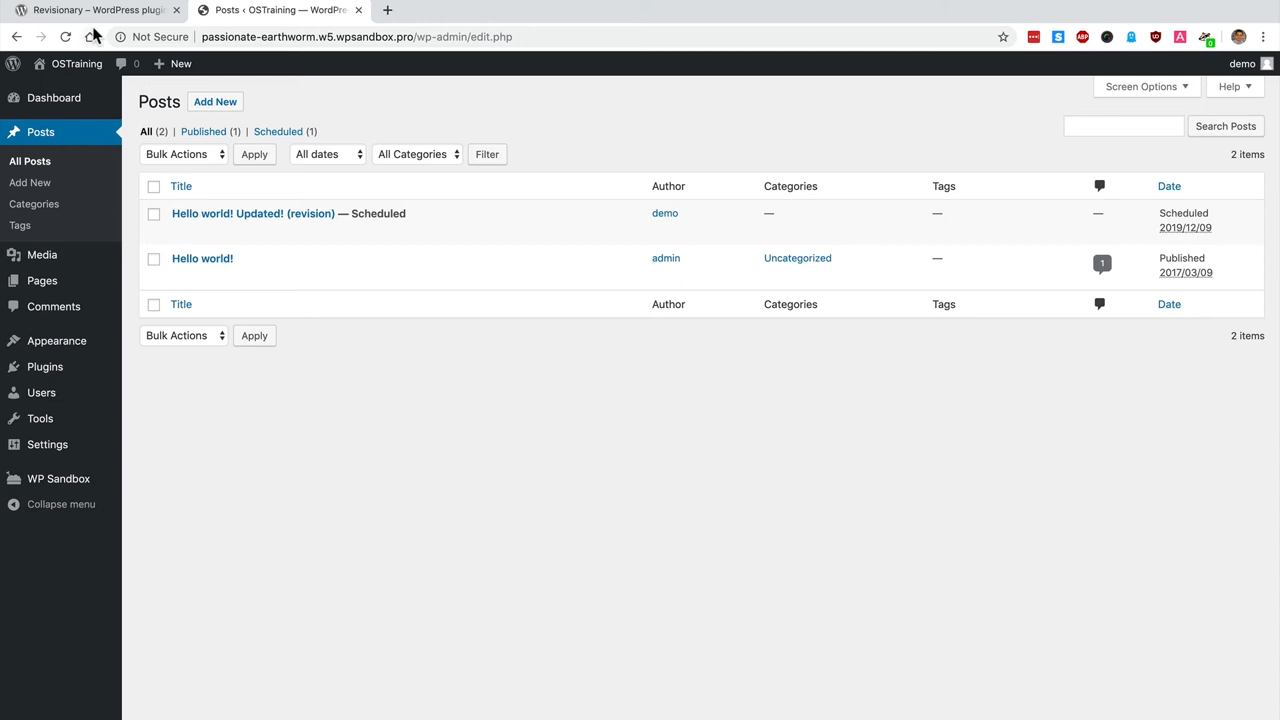 Revisionary – WordPress plugin
Posts ‹ OSTraining — WordPre
Not Secure
passionate-earthworm.w5.wpsandbox.pro/wp-admin/edit.php
ABP
A
0
OSTraining
0
New
demo
Dashboard
Posts
All Posts
Add New
Categories
Tags
Media
Pages
Comments
Appearance
Plugins
Users
Tools
Settings
WP Sandbox
Collapse menu
Screen Options
Help
Posts
Add New
All (2) | Published (1) | Scheduled (1)
Search Posts
Bulk Actions
Apply
All dates
All Categories
Filter
2 items
Title
Author
Categories
Tags
Date
Hello world! Updated! (revision) — Scheduled
demo
—
—
—
Scheduled
2019/12/09
Hello world!
admin
Uncategorized
—
1
Published
2017/03/09
Title
Author
Categories
Tags
Date
Bulk Actions
Apply
2 items